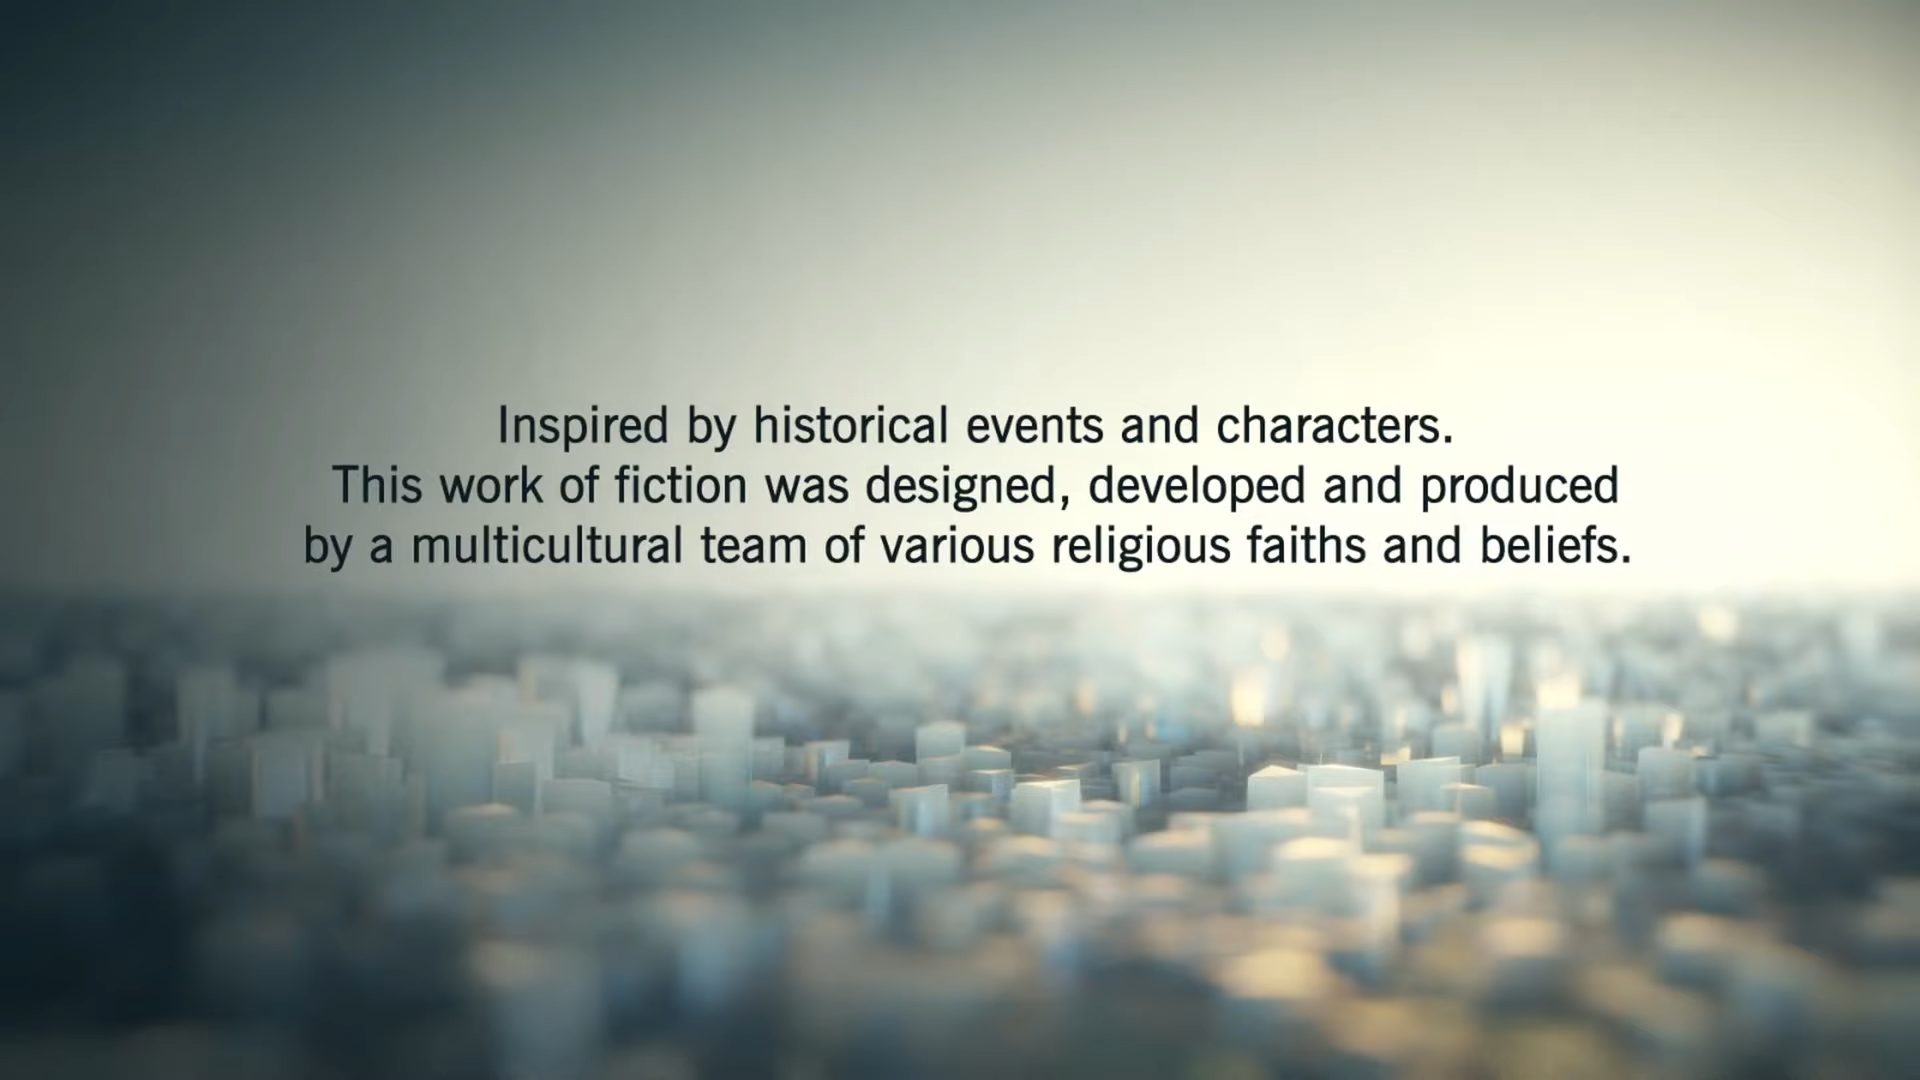 Inspired by historical events and characters.
This work of fiction was designed, developed and produced
by a multicultural team of various religious faiths and beliefs.